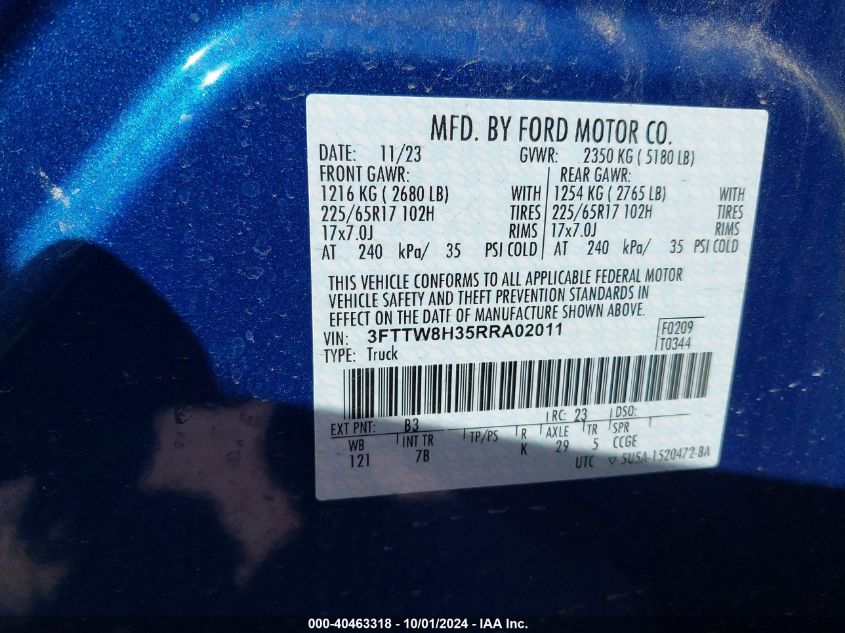 MFD. BY FORD MOTOR CO.
DATE: 11/23 GVWR: 2350 KG ( 5180 LB)
FRONT GAWR: REAR GAWR:
1216 KG ( 2680 LB) WITH 1254 KG ( 2765 LB) WITH
225/65R17 102H TIRES 225/65R17 102H TIRES
17x7.0J RIMS 17x7.0J RIMS
AT 240 kPa/ 35 PSI COLD AT 240 kPa/ 35 PSI COLD
THIS VEHICLE CONFORMS TO ALL APPLICABLE FEDERAL MOTOR
VEHICLE SAFETY AND THEFT PREVENTION STANDARDS IN
EFFECT ON THE DATE OF MANUFACTURE SHOWN ABOVE.
VIN: 3FTTW8H35RRA02011 F0209
TYPE: Truck T0344
EXT PNT: B3 RC: 23 DSO:
WB INT TR TP/PS R AXLE TR SPR
121 7B K 29 5 CCGE
UTC ▽ 5U5A-1520472-BA
000-40463318 - 10/01/2024 - IAA Inc.